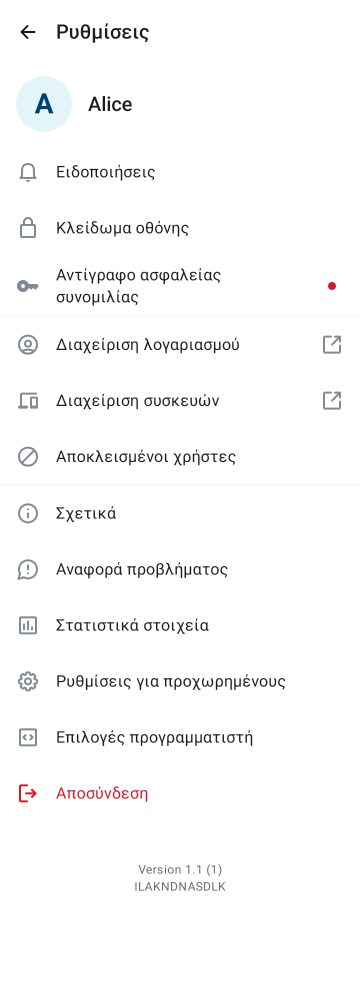 Ρυθμίσεις
A
Alice
Ειδοποιήσεις
Κλείδωμα οθόνης
Αντίγραφο ασφαλείας
συνομιλίας
Διαχείριση λογαριασμού
Διαχείριση συσκευών
Αποκλεισμένοι χρήστες
Σχετικά
Αναφορά προβλήματος
Στατιστικά στοιχεία
Ρυθμίσεις για προχωρημένους
Επιλογές προγραμματιστή
Αποσύνδεση
Version 1.1 (1)
ILAKNDNASDLK